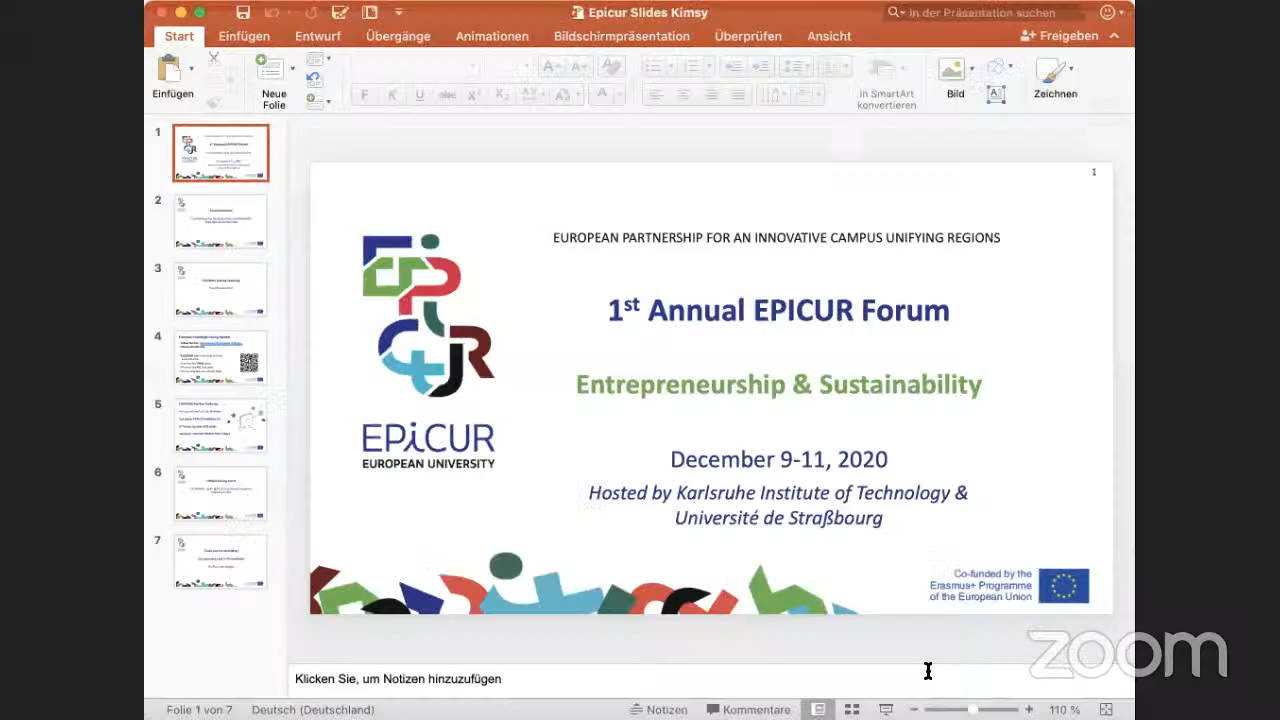 Epicur Slides Kimsy
In der Präsentation suchen
Start
Einfügen
Entwurf
Übergänge
Animationen
Bildschirmpräsentation
Überprüfen
Ansicht
Freigeben
Einfügen
Neue
Folie
in SmartArt
konvertieren
Bild
Zeichnen
1
2
3
4
5
6
7
1
EUROPEAN PARTNERSHIP FOR AN INNOVATIVE CAMPUS UNIFYING REGIONS
1st Annual EPICUR Forum
Entrepreneurship & Sustainability
EPiCUR
EUROPEAN UNIVERSITY
December 9-11, 2020
Hosted by Karlsruhe Institute of Technology &
Université de Straßbourg
Co-funded by the
Erasmus+ Programme
of the European Union
zoom
Klicken Sie, um Notizen hinzuzufügen
Folie 1 von 7
Deutsch (Deutschland)
Notizen
Kommentare
110 %